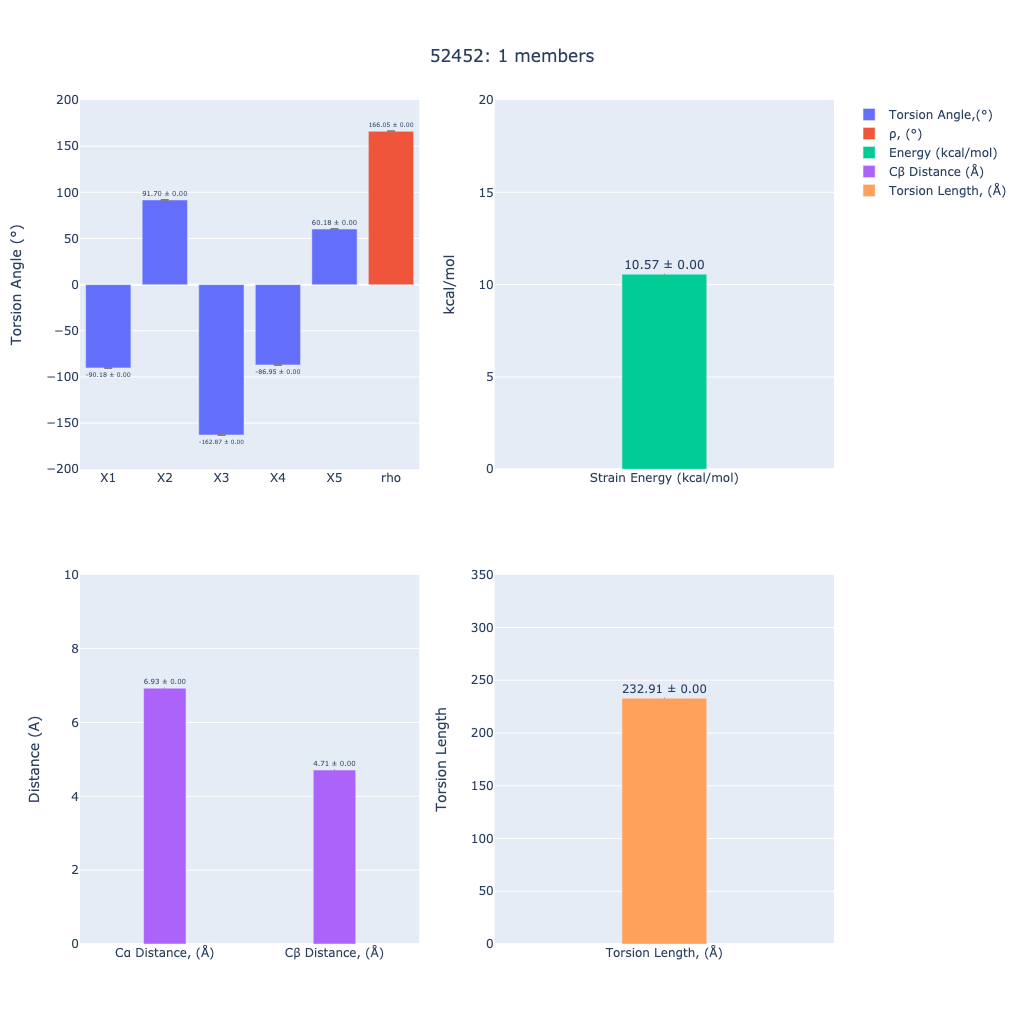 52452: 1 members
Torsion Angle (°)
200
150
100
50
0
−50
−100
−150
−200
-90.18 ± 0.00
91.70 ± 0.00
-162.87 ± 0.00
-86.95 ± 0.00
60.18 ± 0.00
166.05 ± 0.00
X1 X2 X3 X4 X5 rho
kcal/mol
20
15
10
5
0
10.57 ± 0.00
Strain Energy (kcal/mol)
Torsion Angle,(°)
ρ, (°)
Energy (kcal/mol)
Cβ Distance (Å)
Torsion Length, (Å)
Distance (A)
10
8
6
4
2
0
6.93 ± 0.00
4.71 ± 0.00
Cα Distance, (Å) Cβ Distance, (Å)
Torsion Length
350
300
250
200
150
100
50
0
232.91 ± 0.00
Torsion Length, (Å)